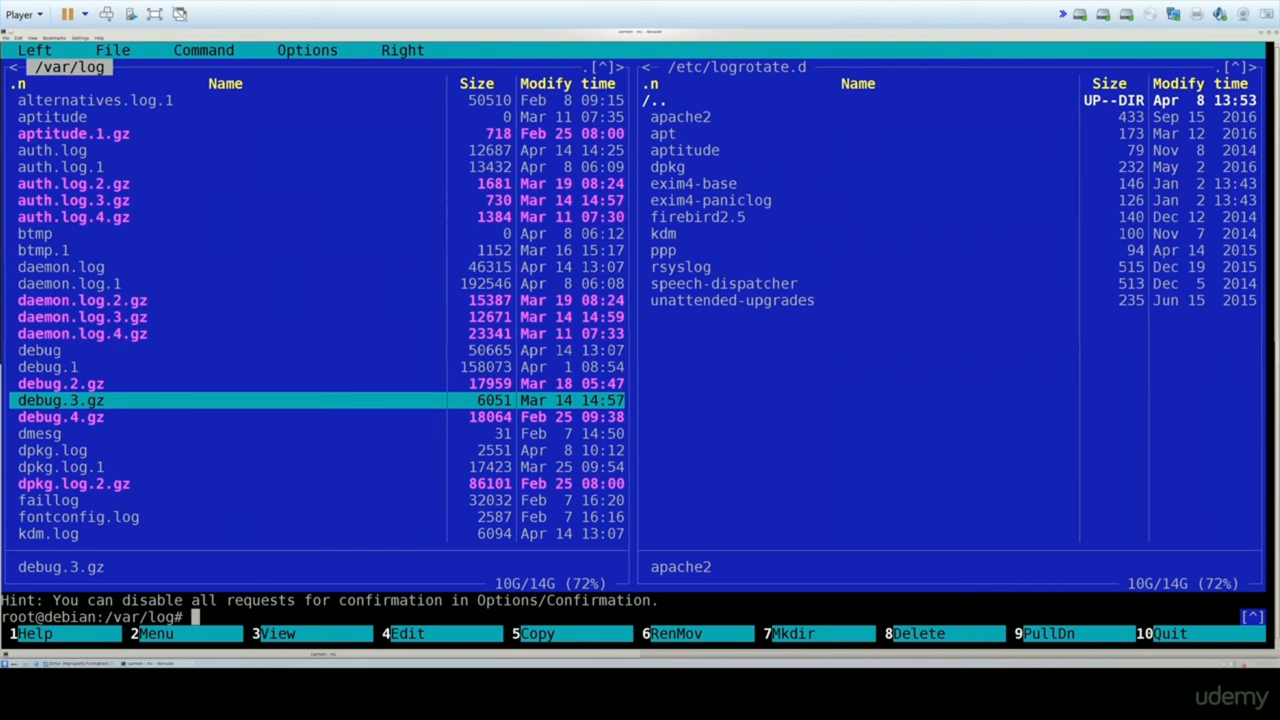 Player
File Edit View Bookmarks Settings Help
carmen : mc - Konsole
Left File Command Options Right
< /var/log .[^]>
.n Name Size Modify time
alternatives.log.1 50510 Feb 8 09:15
aptitude 0 Mar 11 07:35
aptitude.1.gz 718 Feb 25 08:00
auth.log 12687 Apr 14 14:25
auth.log.1 13432 Apr 8 06:09
auth.log.2.gz 1681 Mar 19 08:24
auth.log.3.gz 730 Mar 14 14:57
auth.log.4.gz 1384 Mar 11 07:30
btmp 0 Apr 8 06:12
btmp.1 1152 Mar 16 15:17
daemon.log 46315 Apr 14 13:07
daemon.log.1 192546 Apr 8 06:08
daemon.log.2.gz 15387 Mar 19 08:24
daemon.log.3.gz 12671 Mar 14 14:59
daemon.log.4.gz 23341 Mar 11 07:33
debug 50665 Apr 14 13:07
debug.1 158073 Apr 1 08:54
debug.2.gz 17959 Mar 18 05:47
debug.3.gz 6051 Mar 14 14:57
debug.4.gz 18064 Feb 25 09:38
dmesg 31 Feb 7 14:50
dpkg.log 2551 Apr 8 10:12
dpkg.log.1 17423 Mar 25 09:54
dpkg.log.2.gz 86101 Feb 25 08:00
faillog 32032 Feb 7 16:20
fontconfig.log 2587 Feb 7 16:16
kdm.log 6094 Apr 14 13:07
debug.3.gz
10G/14G (72%)
< /etc/logrotate.d .[^]>
.n Name Size Modify time
/.. UP--DIR Apr 8 13:53
apache2 433 Sep 15 2016
apt 173 Mar 12 2016
aptitude 79 Nov 8 2014
dpkg 232 May 2 2016
exim4-base 146 Jan 2 13:43
exim4-paniclog 126 Jan 2 13:43
firebird2.5 140 Dec 12 2014
kdm 100 Nov 7 2014
ppp 94 Apr 14 2015
rsyslog 515 Dec 19 2015
speech-dispatcher 513 Dec 5 2014
unattended-upgrades 235 Jun 15 2015
apache2
10G/14G (72%)
Hint: You can disable all requests for confirmation in Options/Confirmation.
root@debian:/var/log# [^]
1Help 2Menu 3View 4Edit 5Copy 6RenMov 7Mkdir 8Delete 9PullDn 10Quit
carmen : mc
carmen : mc - Konsole
udemy